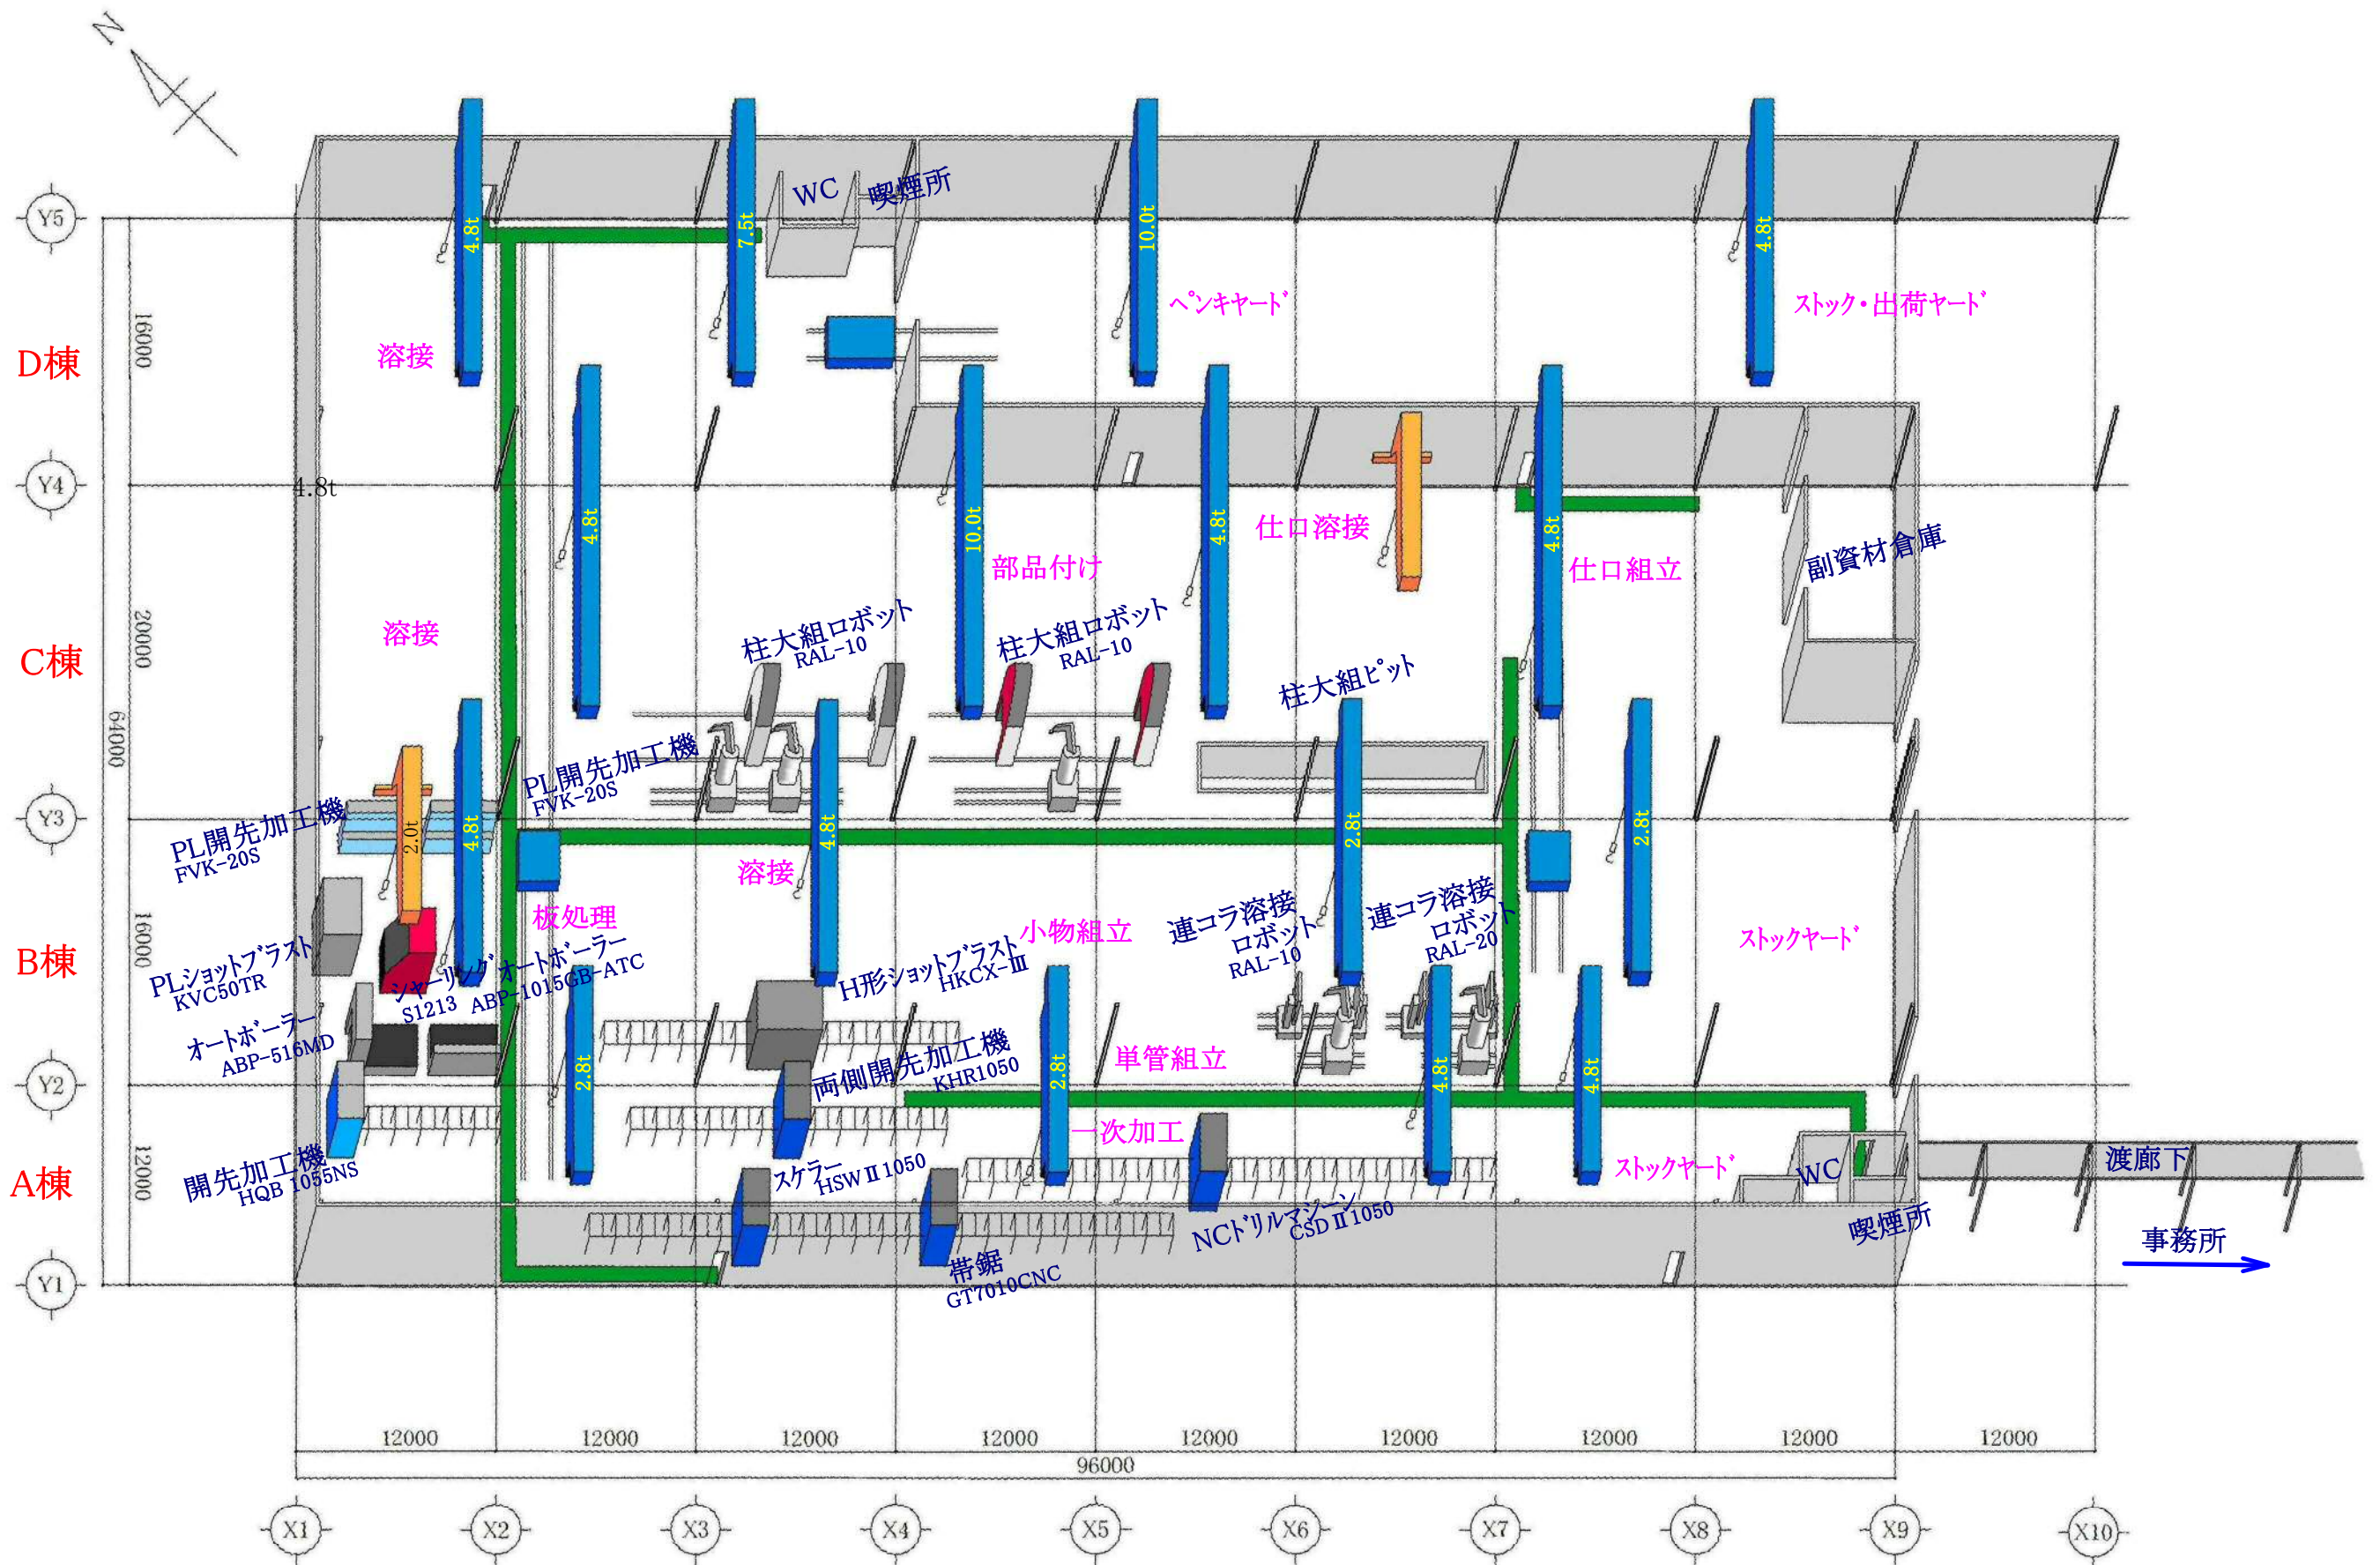 N
WC
喫煙所
Y5
4.8t
7.5t
10.0t
4.8t
ペンキヤード
ストック・出荷ヤード
16000
D棟
溶接
Y4
4.8t
4.8t
10.0t
4.8t
4.8t
仕口溶接
部品付け
仕口組立
副資材倉庫
20000
C棟
溶接
柱大組ロボット
RAL-10
柱大組ロボット
RAL-10
柱大組ピット
64000
PL開先加工機
FVK-20S
Y3
PL開先加工機
FVK-20S
2.0t
4.8t
4.8t
2.8t
2.8t
溶接
板処理
小物組立
連コラ溶接
ロボット
RAL-10
連コラ溶接
ロボット
RAL-20
ストックヤード
16000
B棟
PLショットブラスト
KVC50TR
シャーリング オートボーラー
S1213 ABP-1015GB-ATC
H形ショットブラスト
HKCX-Ⅲ
オートボーラー
ABP-516MD
Y2
2.8t
両側開先加工機
KHR1050
2.8t
単管組立
4.8t
4.8t
一次加工
12000
A棟
開先加工機
HQB 1055NS
スケラー
HSWⅡ1050
ストックヤード
WC
渡廊下
NCドリルマシーン
CSDⅡ1050
喫煙所
事務所
帯鋸
GT7010CNC
Y1
12000 12000 12000 12000 12000 12000 12000 12000 12000
96000
X1 X2 X3 X4 X5 X6 X7 X8 X9 X10